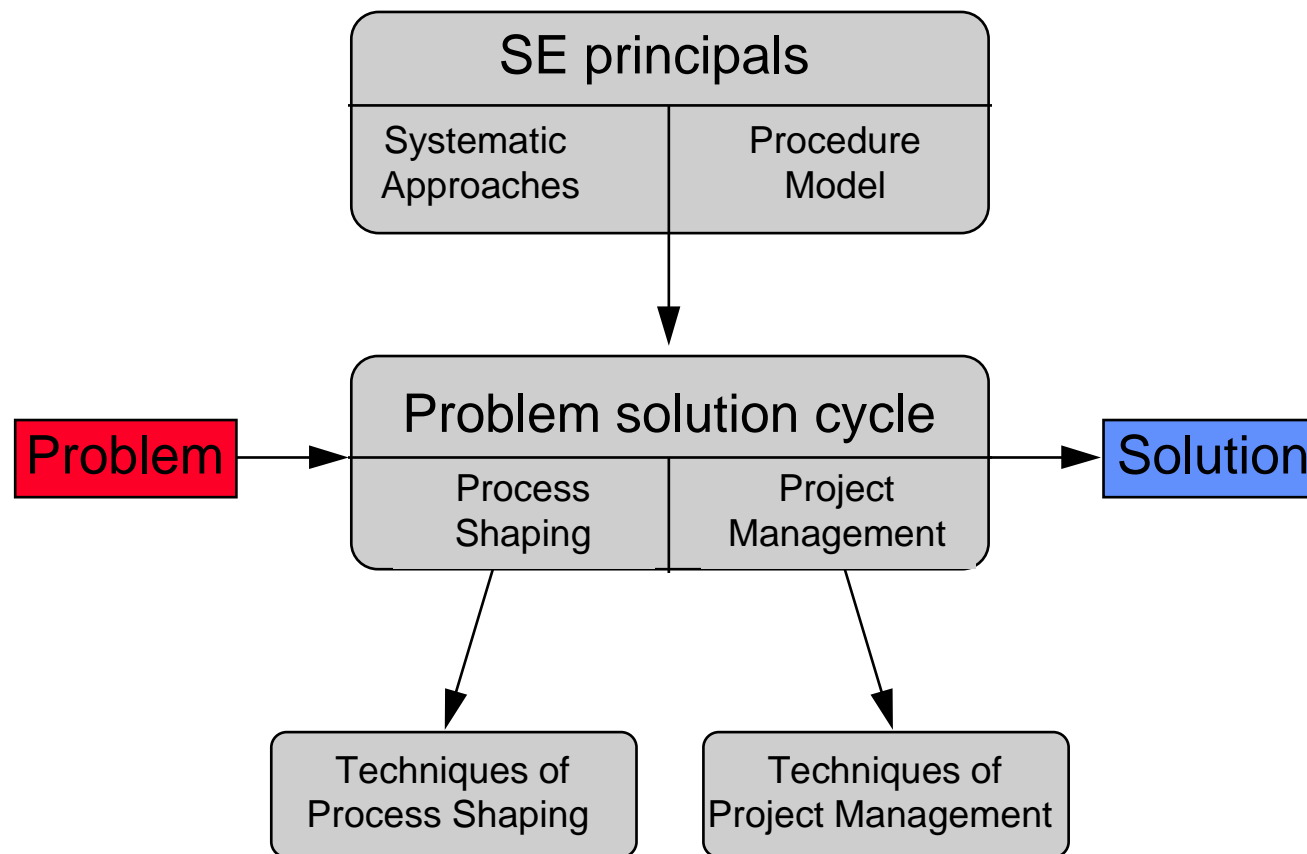 SE principals
Systematic
Approaches
Procedure
Model
Problem
Problem solution cycle
Process
Shaping
Project
Management
Solution
Techniques of
Process Shaping
Techniques of
Project Management